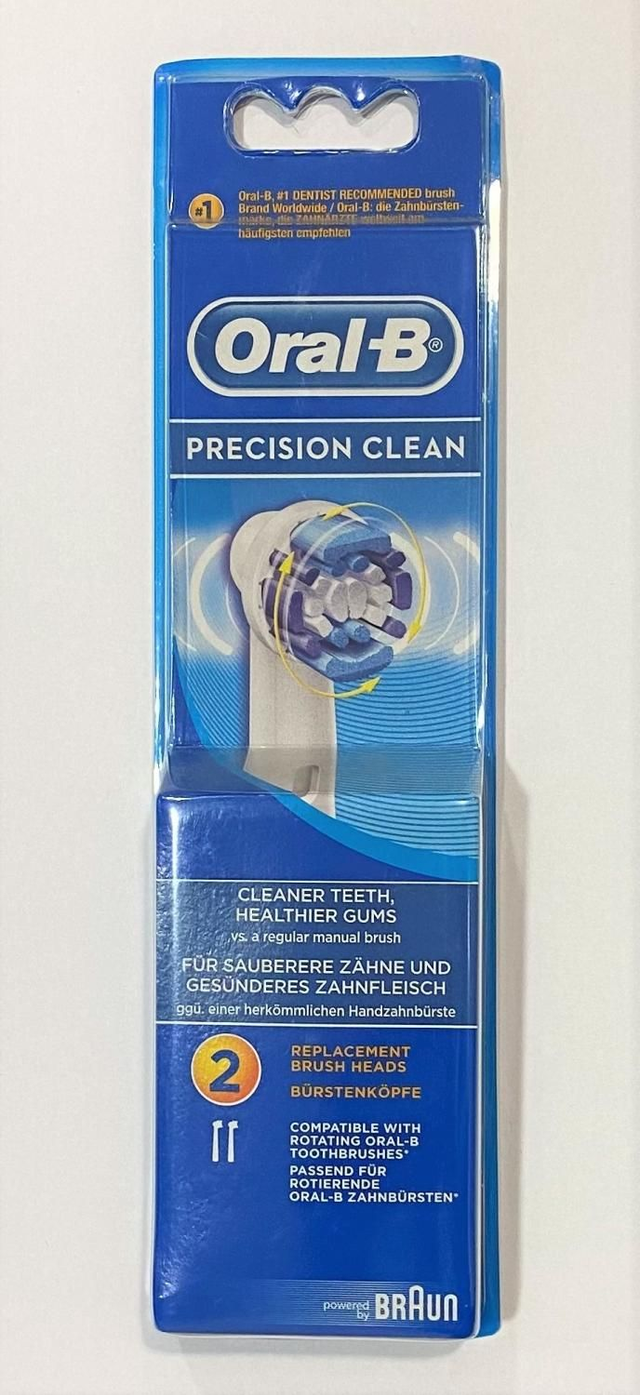 #1
Oral-B, #1 DENTIST RECOMMENDED brush
Brand Worldwide / Oral-B: die Zahnbürsten-
marke, die ZAHNÄRZTE weltweit am
häufigsten empfehlen
Oral-B®
PRECISION CLEAN
CLEANER TEETH,
HEALTHIER GUMS
vs. a regular manual brush
FÜR SAUBERERE ZÄHNE UND
GESÜNDERES ZAHNFLEISCH
ggü. einer herkömmlichen Handzahnbürste
2
REPLACEMENT
BRUSH HEADS
BÜRSTENKÖPFE
COMPATIBLE WITH
ROTATING ORAL-B
TOOTHBRUSHES*
PASSEND FÜR
ROTIERENDE
ORAL-B ZAHNBÜRSTEN*
powered
by
BRAUN